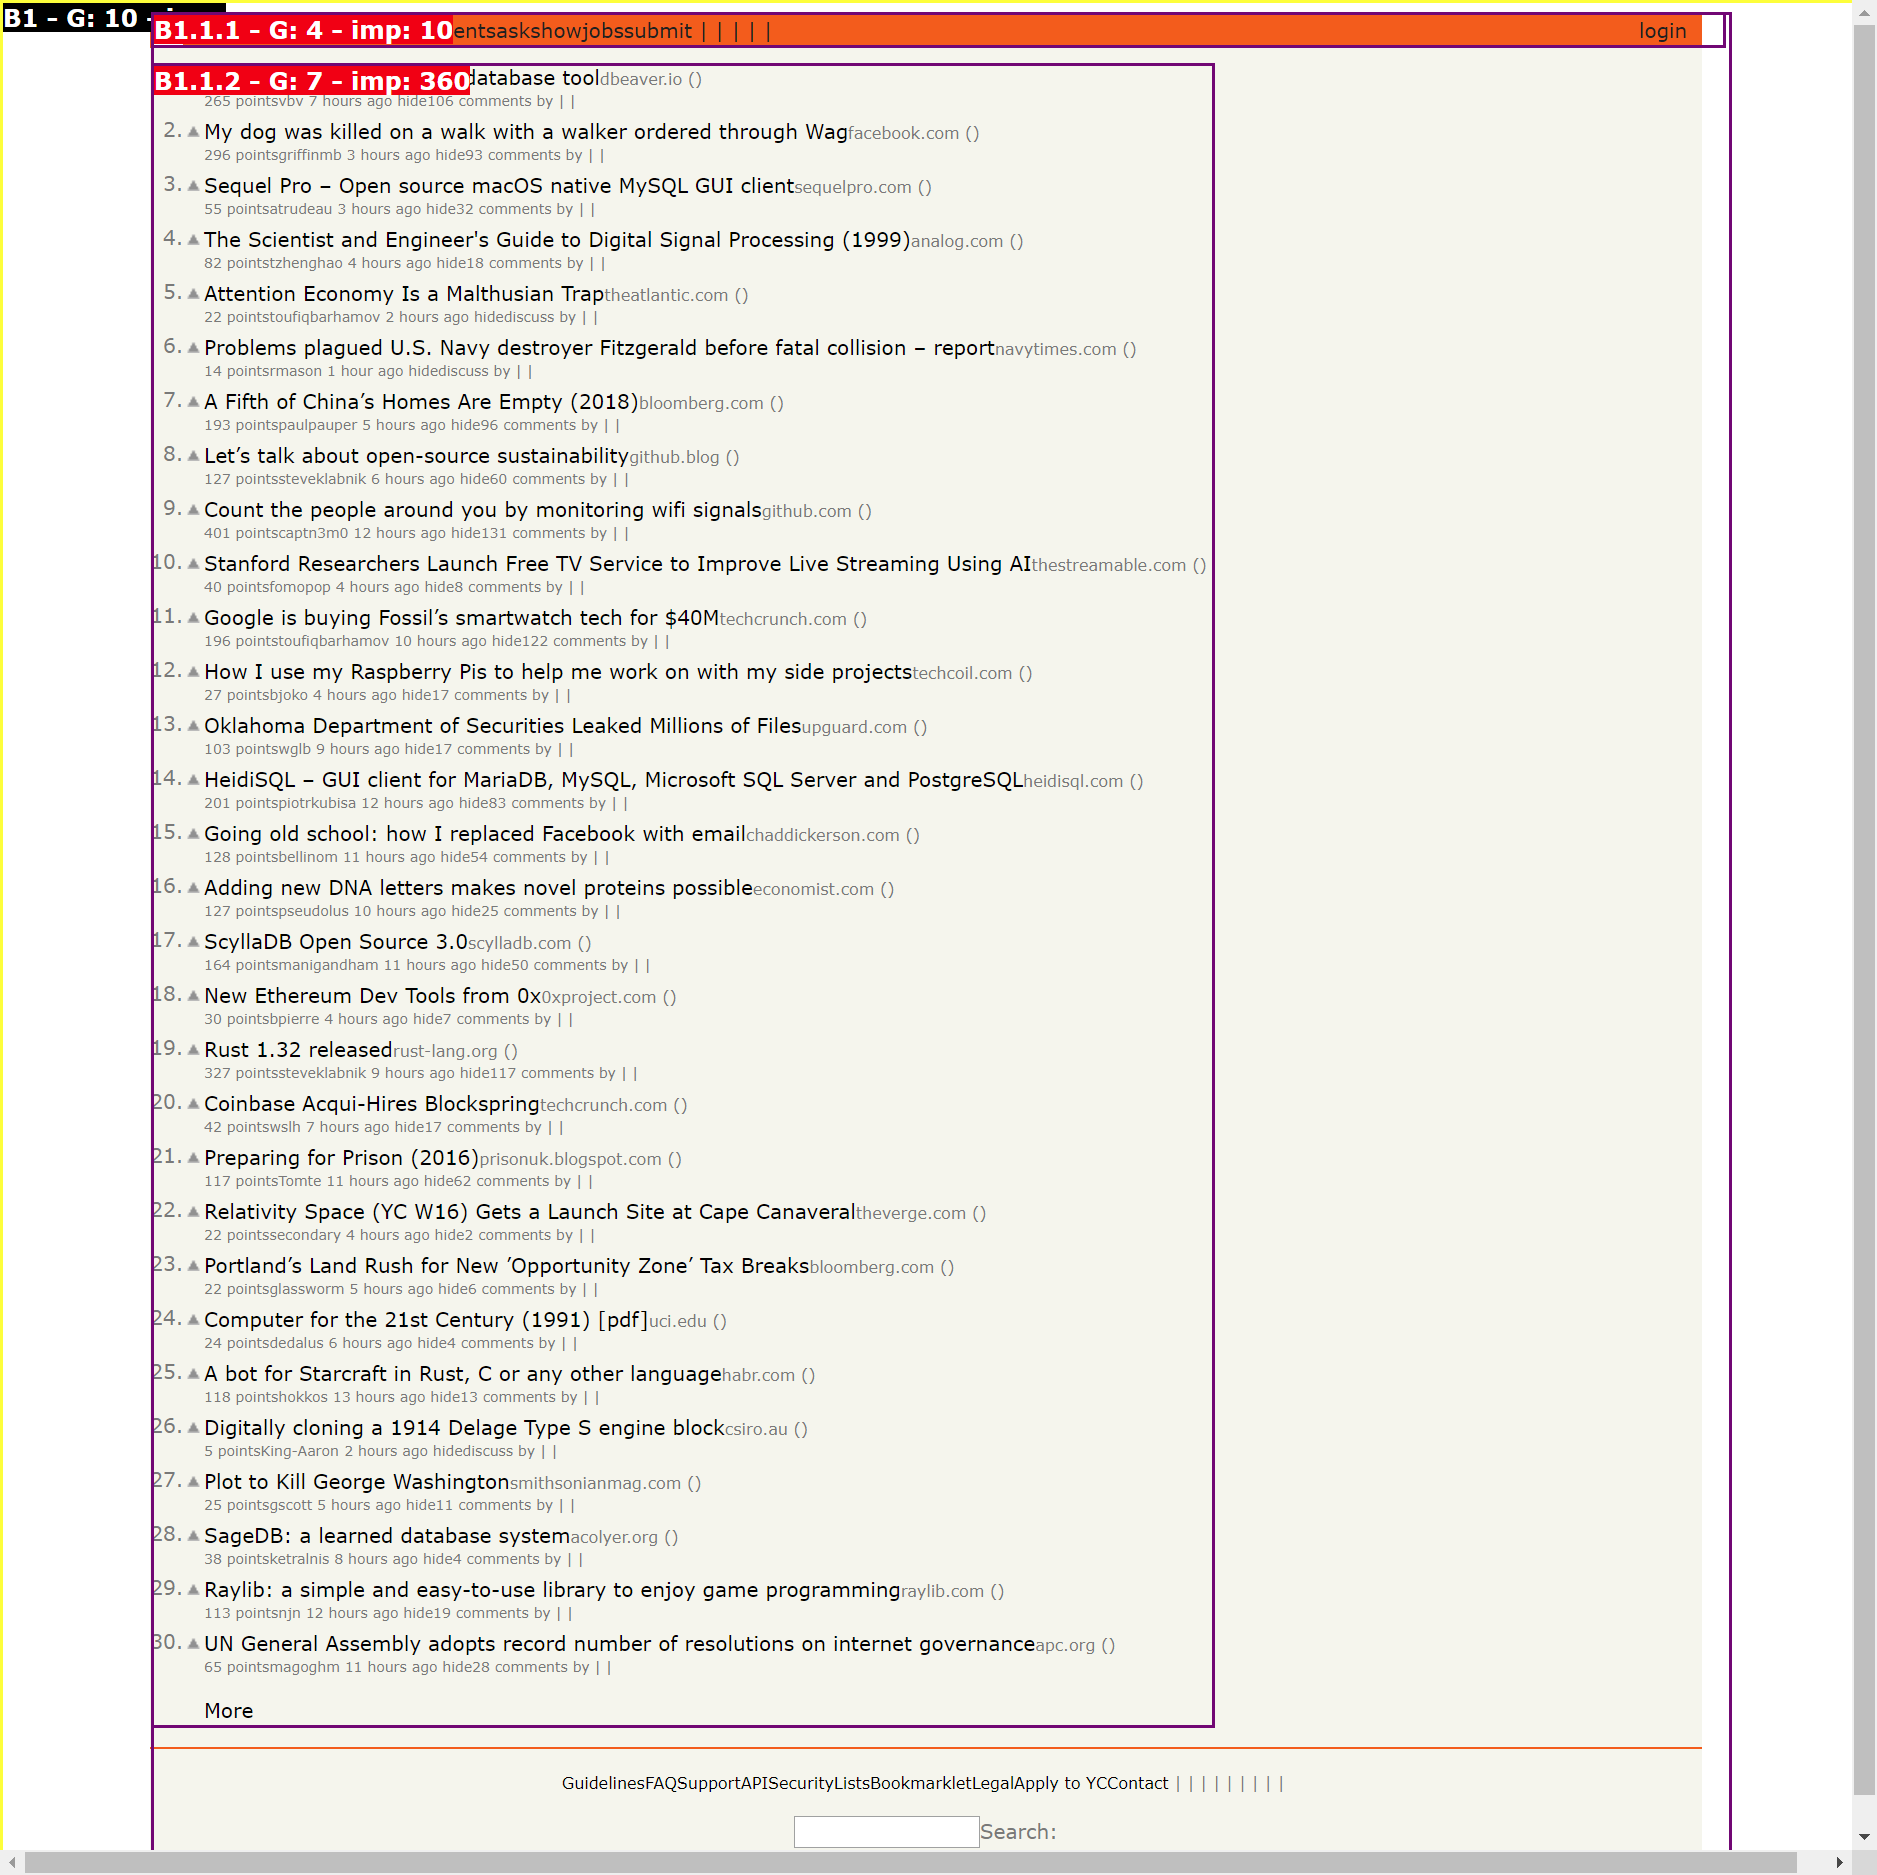 B1 - G: 10 -
B1.1.1 - G: 4 - imp: 10entsaskshowjobssubmit | | | | | login
B1.1.2 - G: 7 - imp: 360database tooldbeaver.io ()
265 pointsvbv 7 hours ago hide106 comments by | |
2. My dog was killed on a walk with a walker ordered through Wagfacebook.com ()
296 pointsgriffinmb 3 hours ago hide93 comments by | |
3. Sequel Pro – Open source macOS native MySQL GUI clientsequelpro.com ()
55 pointsatrudeau 3 hours ago hide32 comments by | |
4. The Scientist and Engineer's Guide to Digital Signal Processing (1999)analog.com ()
82 pointstzhenghao 4 hours ago hide18 comments by | |
5. Attention Economy Is a Malthusian Traptheatlantic.com ()
22 pointstoufiqbarhamov 2 hours ago hidediscuss by | |
6. Problems plagued U.S. Navy destroyer Fitzgerald before fatal collision – reportnavytimes.com ()
14 pointsrmason 1 hour ago hidediscuss by | |
7. A Fifth of China’s Homes Are Empty (2018)bloomberg.com ()
193 pointspaulpauper 5 hours ago hide96 comments by | |
8. Let’s talk about open-source sustainabilitygithub.blog ()
127 pointssteveklabnik 6 hours ago hide60 comments by | |
9. Count the people around you by monitoring wifi signalsgithub.com ()
401 pointscaptn3m0 12 hours ago hide131 comments by | |
10. Stanford Researchers Launch Free TV Service to Improve Live Streaming Using AIthestreamable.com ()
40 pointsfomopop 4 hours ago hide8 comments by | |
11. Google is buying Fossil’s smartwatch tech for $40Mtechcrunch.com ()
196 pointstoufiqbarhamov 10 hours ago hide122 comments by | |
12. How I use my Raspberry Pis to help me work on with my side projectstechcoil.com ()
27 pointsbjoko 4 hours ago hide17 comments by | |
13. Oklahoma Department of Securities Leaked Millions of Filesupguard.com ()
103 pointswglb 9 hours ago hide17 comments by | |
14. HeidiSQL – GUI client for MariaDB, MySQL, Microsoft SQL Server and PostgreSQLheidisql.com ()
201 pointspiotrkubisa 12 hours ago hide83 comments by | |
15. Going old school: how I replaced Facebook with emailchaddickerson.com ()
128 pointsbellinom 11 hours ago hide54 comments by | |
16. Adding new DNA letters makes novel proteins possibleeconomist.com ()
127 pointspseudolus 10 hours ago hide25 comments by | |
17. ScyllaDB Open Source 3.0scylladb.com ()
164 pointsmanigandham 11 hours ago hide50 comments by | |
18. New Ethereum Dev Tools from 0x0xproject.com ()
30 pointsbpierre 4 hours ago hide7 comments by | |
19. Rust 1.32 releasedrust-lang.org ()
327 pointssteveklabnik 9 hours ago hide117 comments by | |
20. Coinbase Acqui-Hires Blockspringtechcrunch.com ()
42 pointswslh 7 hours ago hide17 comments by | |
21. Preparing for Prison (2016)prisonuk.blogspot.com ()
117 pointsTomte 11 hours ago hide62 comments by | |
22. Relativity Space (YC W16) Gets a Launch Site at Cape Canaveraltheverge.com ()
22 pointssecondary 4 hours ago hide2 comments by | |
23. Portland’s Land Rush for New ’Opportunity Zone’ Tax Breaksbloomberg.com ()
22 pointsglassworm 5 hours ago hide6 comments by | |
24. Computer for the 21st Century (1991) [pdf]uci.edu ()
24 pointsdedalus 6 hours ago hide4 comments by | |
25. A bot for Starcraft in Rust, C or any other languagehabr.com ()
118 pointshokkos 13 hours ago hide13 comments by | |
26. Digitally cloning a 1914 Delage Type S engine blockcsiro.au ()
5 pointsKing-Aaron 2 hours ago hidediscuss by | |
27. Plot to Kill George Washingtonsmithsonianmag.com ()
25 pointsgscott 5 hours ago hide11 comments by | |
28. SageDB: a learned database systemacolyer.org ()
38 pointsketralnis 8 hours ago hide4 comments by | |
29. Raylib: a simple and easy-to-use library to enjoy game programmingraylib.com ()
113 pointsnjn 12 hours ago hide19 comments by | |
30. UN General Assembly adopts record number of resolutions on internet governanceapc.org ()
65 pointsmagoghm 11 hours ago hide28 comments by | |
More
GuidelinesFAQSupportAPISecurityListsBookmarkletLegalApply to YCContact | | | | | | | | |
Search: